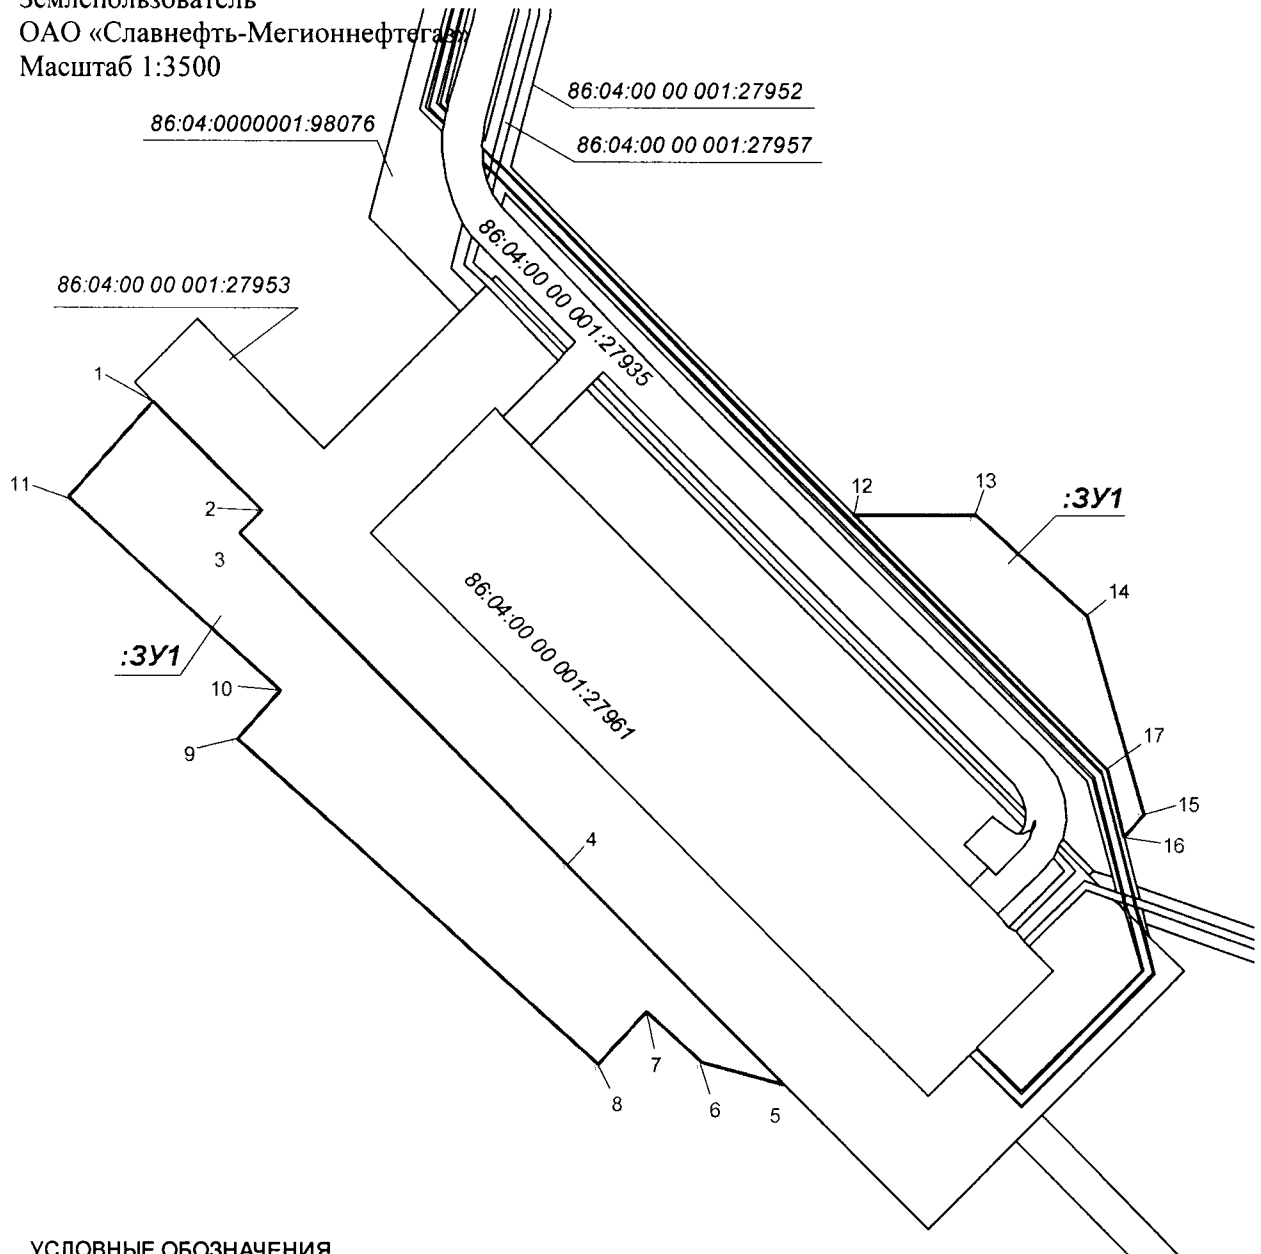 Землепользователь
ОАО «Славнефть-Мегионнефтегаз»
Масштаб 1:3500
86:04:00 00 001:27952
86:04:0000001:98076
86:04:00 00 001:27957
86:04:00 00 001:27935
86:04:00 00 001:27953
1
11
2
3
12
13
:ЗУ1
14
86:04:00 00 001:27961
:ЗУ1
10
9
17
15
16
4
7
8
6
5
УСЛОВНЫЕ ОБОЗНАЧЕНИЯ